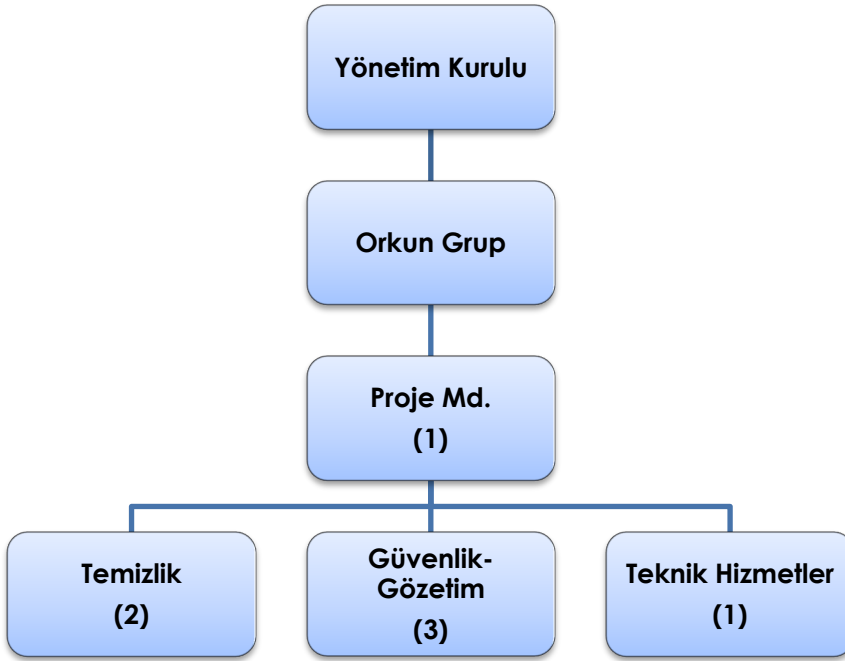 Yönetim Kurulu
Orkun Grup
Proje Md.
(1)
Temizlik
(2)
Güvenlik-
Gözetim
(3)
Teknik Hizmetler
(1)